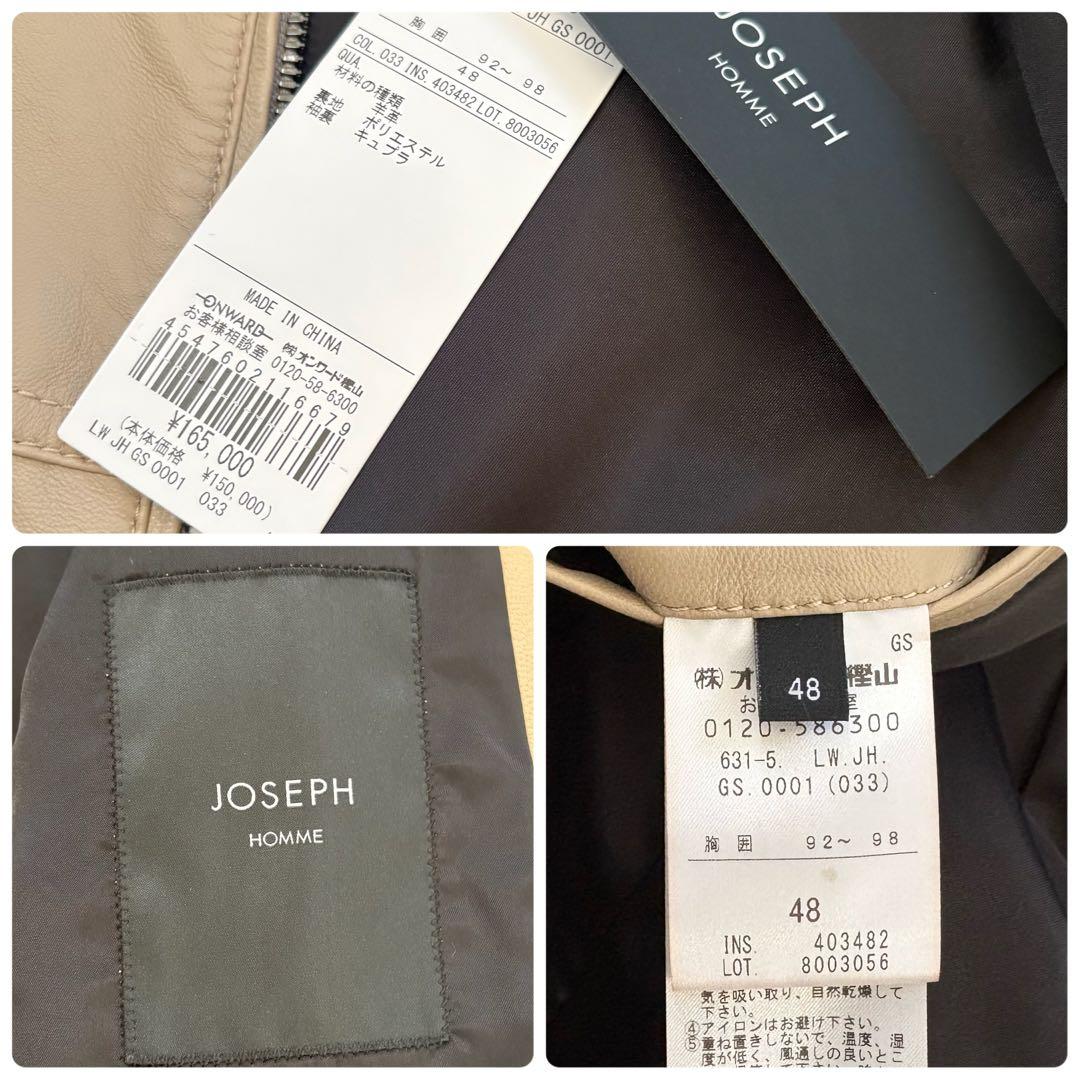 JH GS 0001
胸 囲 92～ 98
48
COL. 033 INS. 403482 LOT. 8003056
QUA.
材料の種類
羊革
裏地 ポリエステル
袖裏 キュプラ
MADE IN CHINA
ONWARD ㈱オンワード樫山
お客様相談室 0120-58-6300
4547602116679
¥165,000
(本体価格 ¥150,000)
LW JH GS 0001 033
JOSEPH
HOMME
JOSEPH
HOMME
GS
48
(株)オ 樫山
お 室
0120-586300
631-5. LW.JH.
GS.0001(033)
胸 囲 92～ 98
48
INS. 403482
LOT. 8003056
気を吸い取り、自然乾燥して
下さい。
④アイロンはお避け下さい。
⑤重ね置きしないで、温度、湿
度が低く、風通しの良いとこ